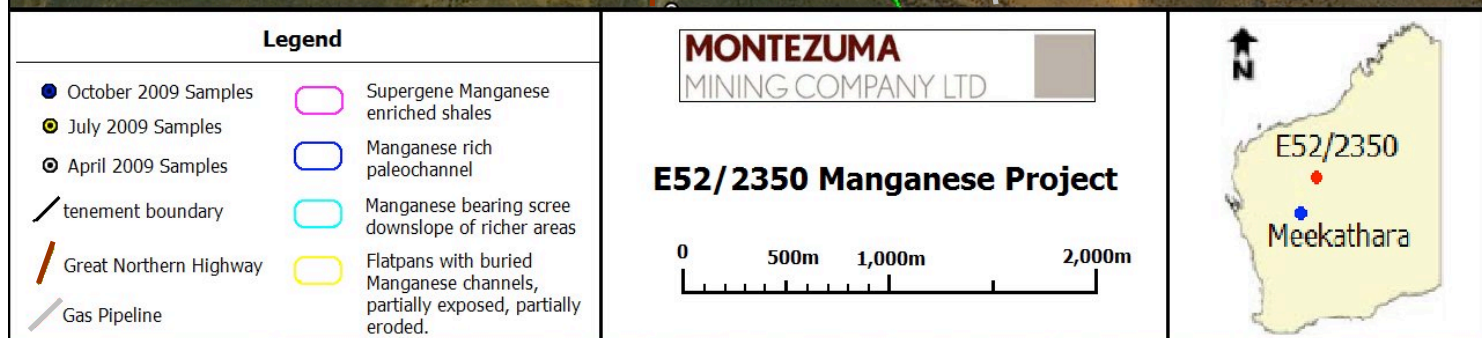 Legend
October 2009 Samples
July 2009 Samples
April 2009 Samples
tenement boundary
Great Northern Highway
Gas Pipeline
Supergene Manganese
enriched shales
Manganese rich
paleochannel
Manganese bearing scree
downslope of richer areas
Flatpans with buried
Manganese channels,
partially exposed, partially
eroded.
MONTEZUMA
MINING COMPANY LTD
E52/2350 Manganese Project
0 500m 1,000m 2,000m
N
E52/2350
Meekathara